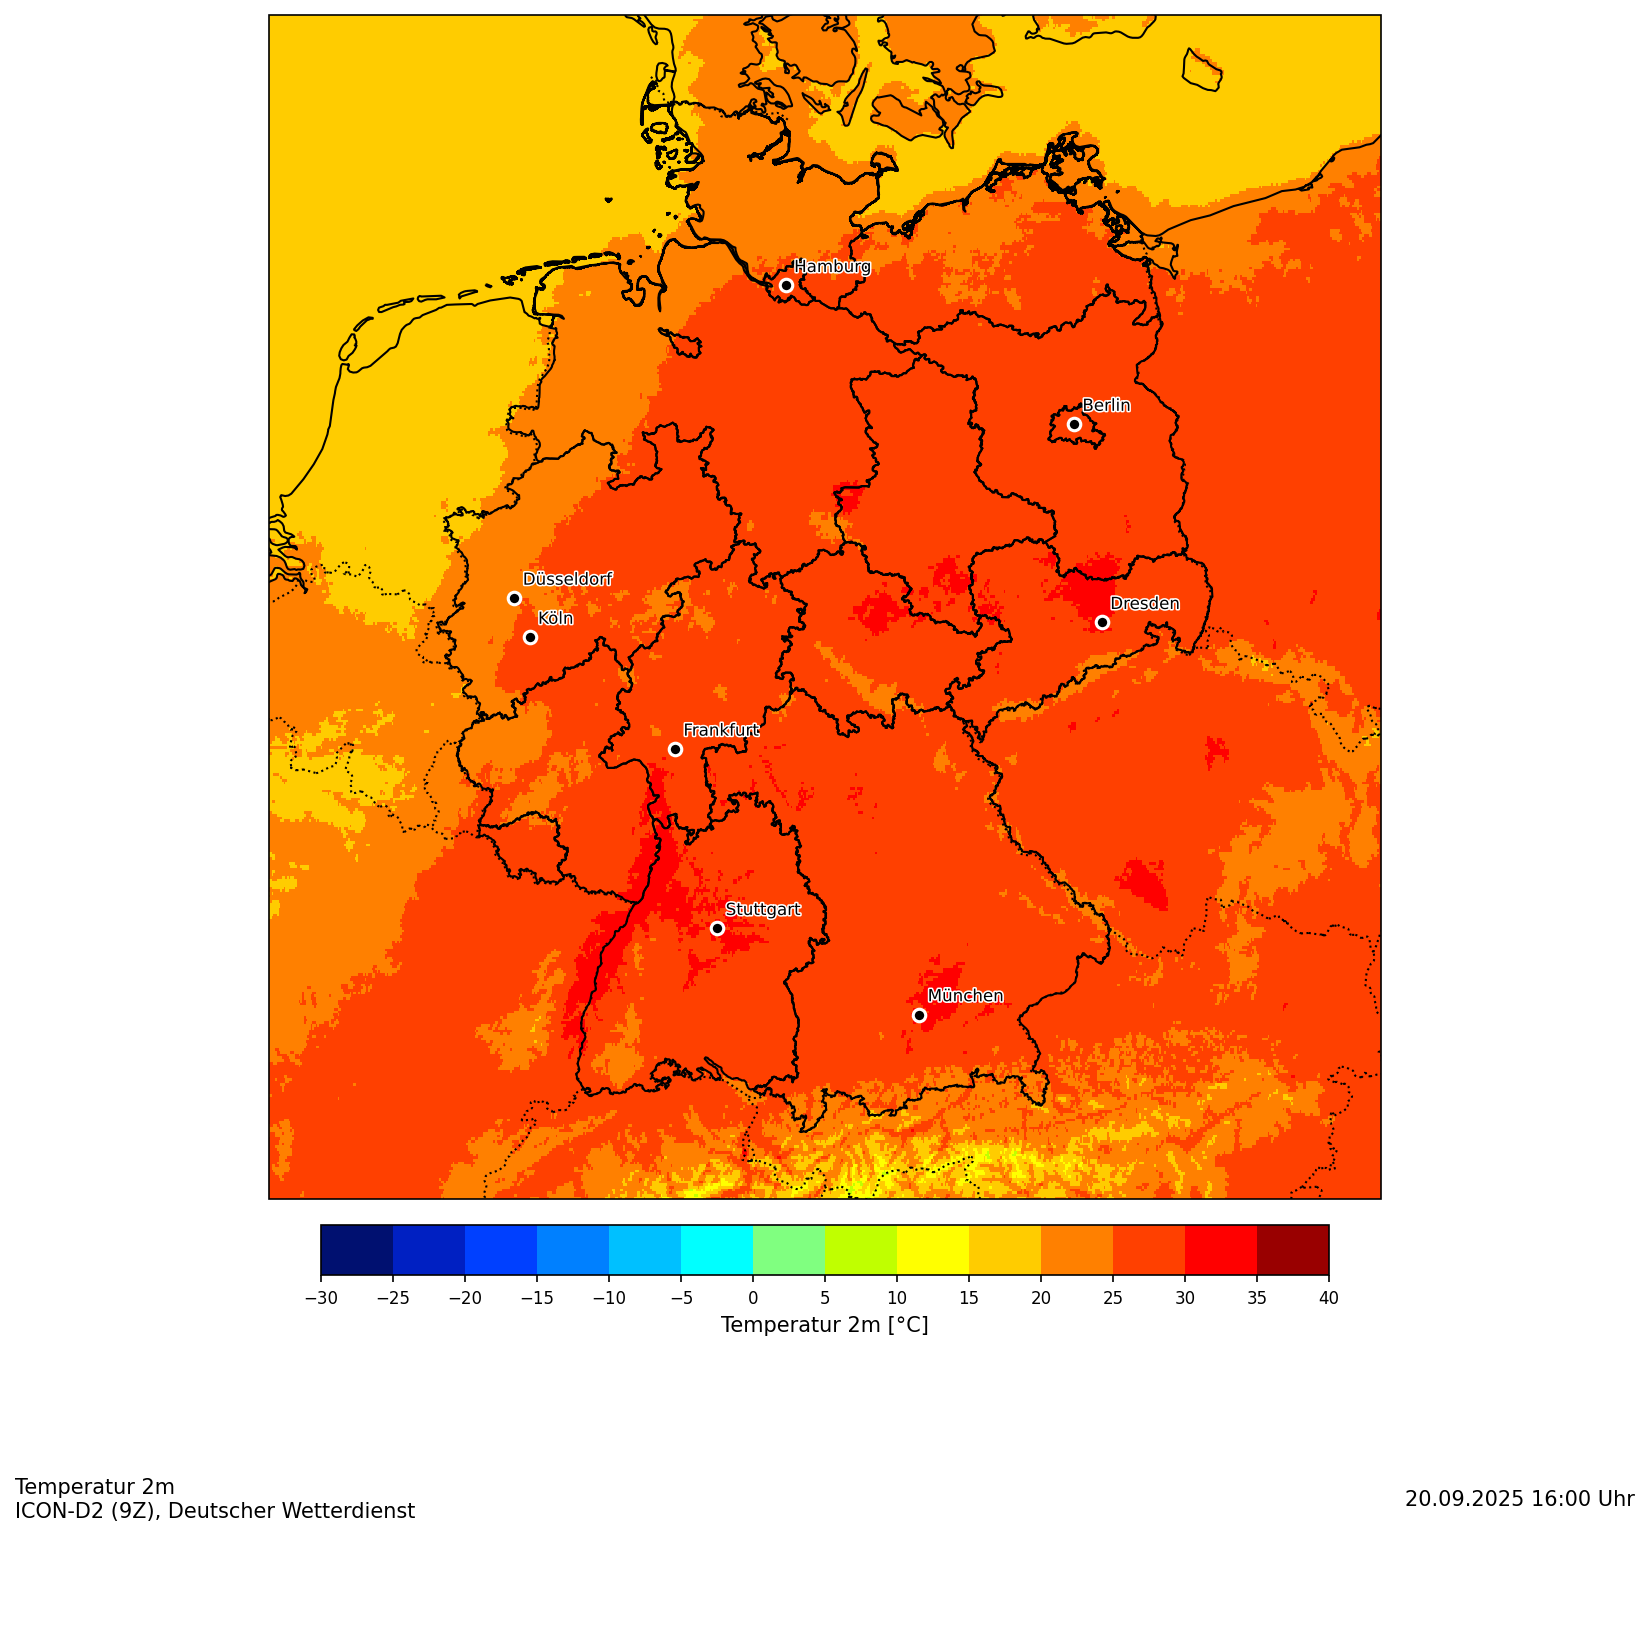 Hamburg
Berlin
Düsseldorf
Köln
Dresden
Frankfurt
Stuttgart
München
−30 −25 −20 −15 −10 −5 0 5 10 15 20 25 30 35 40
Temperatur 2m [°C]
Temperatur 2m
ICON-D2 (9Z), Deutscher Wetterdienst
20.09.2025 16:00 Uhr